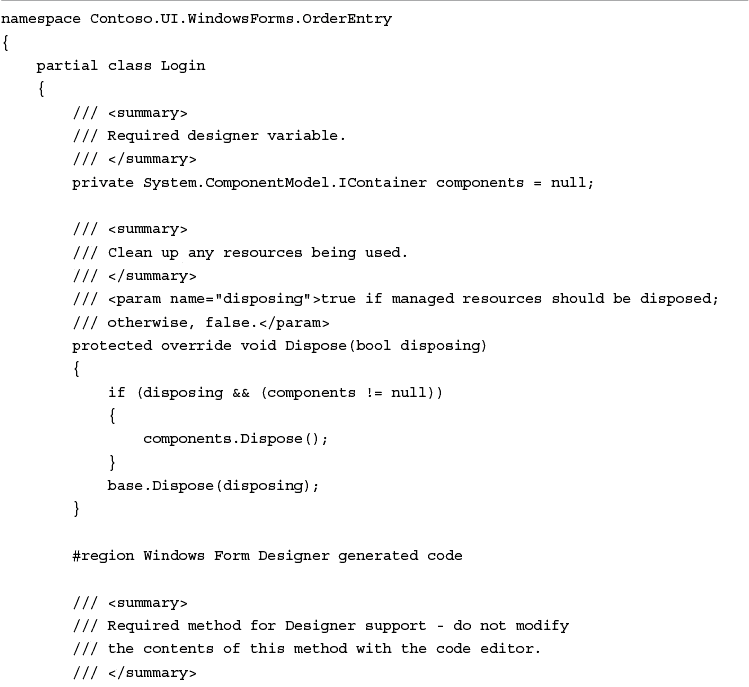 namespace Contoso.UI.WindowsForms.OrderEntry
{
    partial class Login
    {
        /// <summary>
        /// Required designer variable.
        /// </summary>
        private System.ComponentModel.IContainer components = null;

        /// <summary>
        /// Clean up any resources being used.
        /// </summary>
        /// <param name="disposing">true if managed resources should be disposed;
        /// otherwise, false.</param>
        protected override void Dispose(bool disposing)
        {
            if (disposing && (components != null))
            {
                components.Dispose();
            }
            base.Dispose(disposing);
        }

        #region Windows Form Designer generated code

        /// <summary>
        /// Required method for Designer support - do not modify
        /// the contents of this method with the code editor.
        /// </summary>